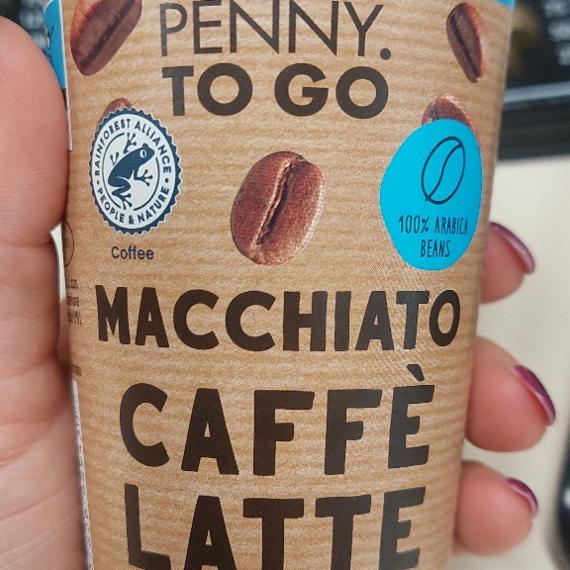 PENNY.
TO GO
RAINFOREST ALLIANCE
PEOPLE & NATURE
Coffee
100% ARABICA
BEANS
MACCHIATO
CAFFÈ
LATTE